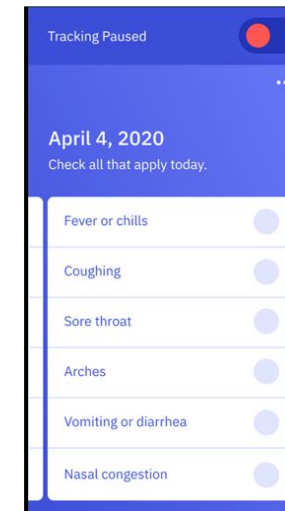 Tracking Paused
April 4, 2020
Check all that apply today.
Fever or chills
Coughing
Sore throat
Arches
Vomiting or diarrhea
Nasal congestion